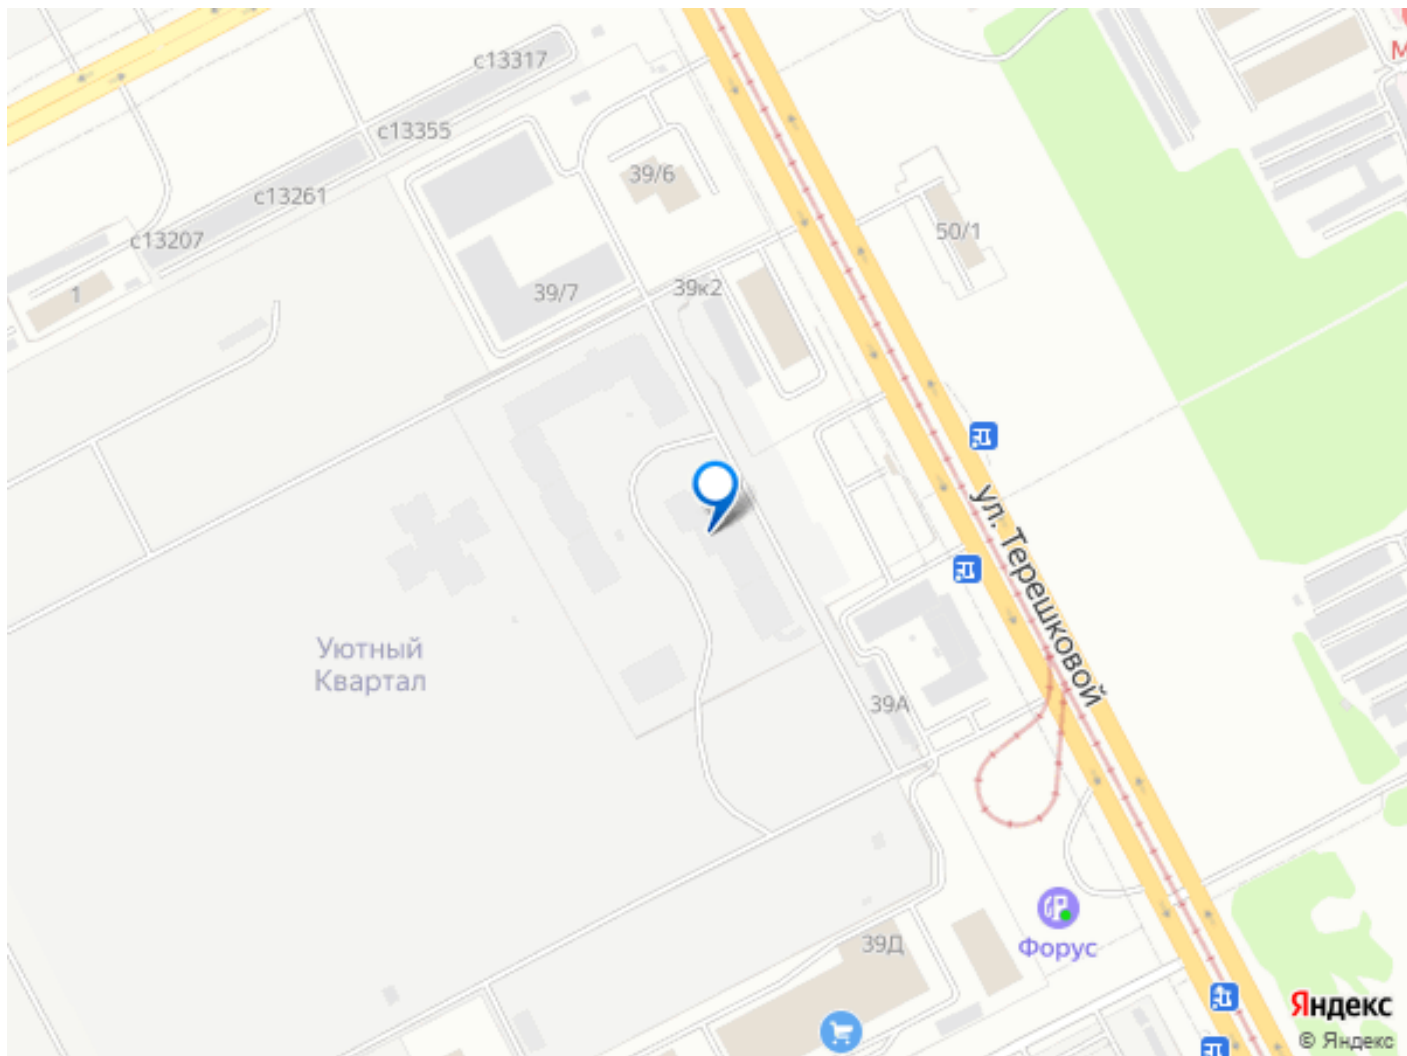 с13317
М
с13355
39/6
с13261
с13207
50/1
1
39/7
39к2
ул. Терешковой
Уютный
Квартал
39А
39Д
Форус
Яндекс
© Яндекс